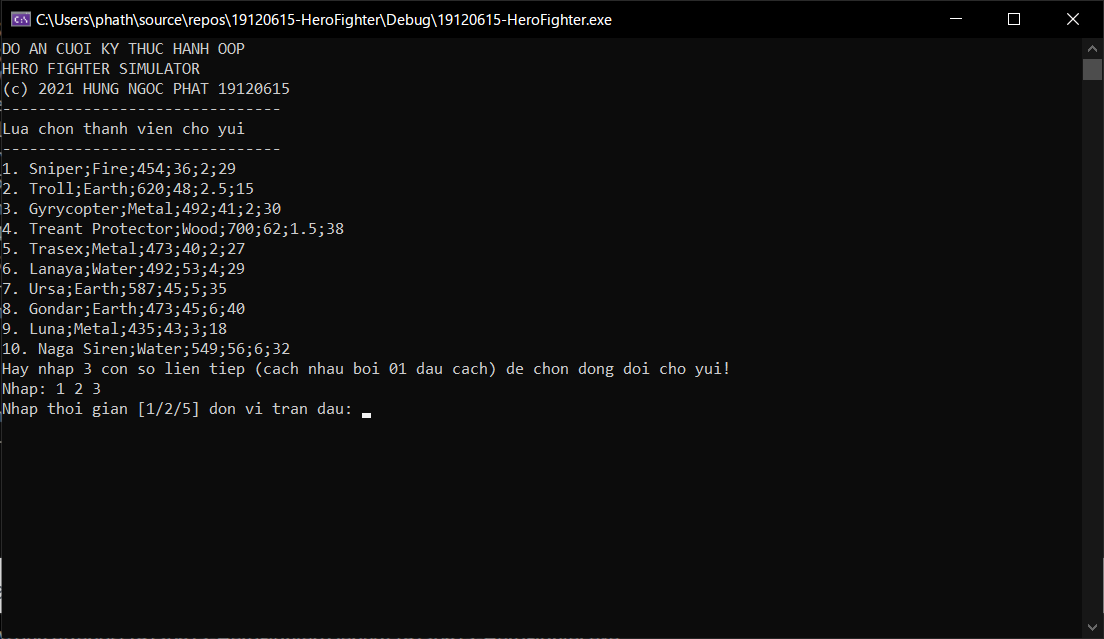 C:\Users\phath\source\repos\19120615-HeroFighter\Debug\19120615-HeroFighter.exe
DO AN CUOI KY THUC HANH OOP
HERO FIGHTER SIMULATOR
(c) 2021 HUNG NGOC PHAT 19120615
-------------------------------
Lua chon thanh vien cho yui
-------------------------------
1. Sniper;Fire;454;36;2;29
2. Troll;Earth;620;48;2.5;15
3. Gyrycopter;Metal;492;41;2;30
4. Treant Protector;Wood;700;62;1.5;38
5. Trasex;Metal;473;40;2;27
6. Lanaya;Water;492;53;4;29
7. Ursa;Earth;587;45;5;35
8. Gondar;Earth;473;45;6;40
9. Luna;Metal;435;43;3;18
10. Naga Siren;Water;549;56;6;32
Hay nhap 3 con so lien tiep (cach nhau boi 01 dau cach) de chon dong doi cho yui!
Nhap: 1 2 3
Nhap thoi gian [1/2/5] don vi tran dau: